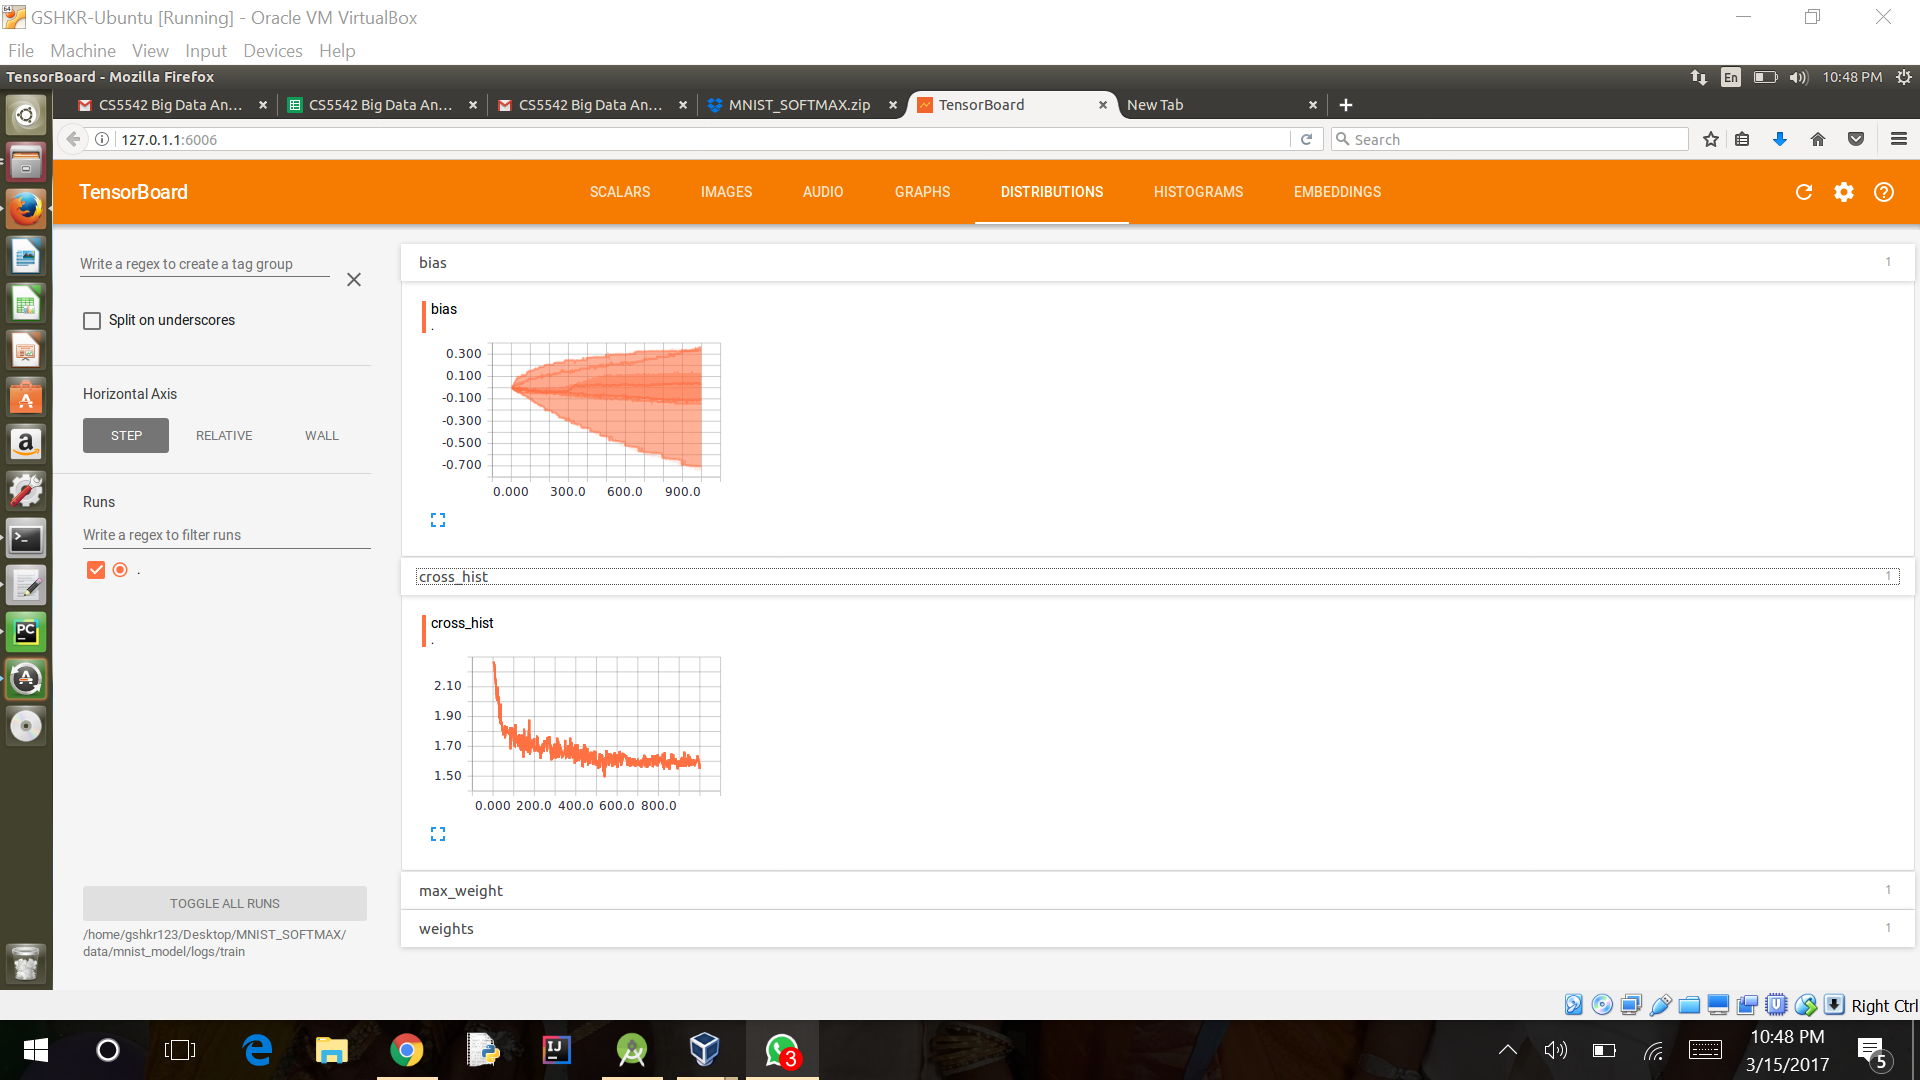 GSHKR-Ubuntu [Running] - Oracle VM VirtualBox
File Machine View Input Devices Help
TensorBoard - Mozilla Firefox
En 10:48 PM
CS5542 Big Data An... CS5542 Big Data An... CS5542 Big Data An... MNIST_SOFTMAX.zip TensorBoard New Tab
127.0.1.1:6006 Search
TensorBoard SCALARS IMAGES AUDIO GRAPHS DISTRIBUTIONS HISTOGRAMS EMBEDDINGS
Write a regex to create a tag group
Split on underscores
Horizontal Axis
STEP RELATIVE WALL
Runs
Write a regex to filter runs
.
TOGGLE ALL RUNS
/home/gshkr123/Desktop/MNIST_SOFTMAX/
data/mnist_model/logs/train
bias 1
bias
.
0.300
0.100
-0.100
-0.300
-0.500
-0.700
0.000 300.0 600.0 900.0
cross_hist 1
cross_hist
.
2.10
1.90
1.70
1.50
0.000 200.0 400.0 600.0 800.0
max_weight 1
weights 1
Right Ctrl
3
10:48 PM
3/15/2017
5